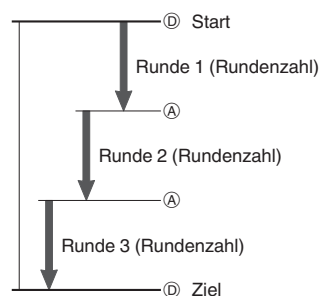 Ⓓ Start
Runde 1 (Rundenzahl)
Ⓐ
Runde 2 (Rundenzahl)
Ⓐ
Runde 3 (Rundenzahl)
Ⓓ Ziel